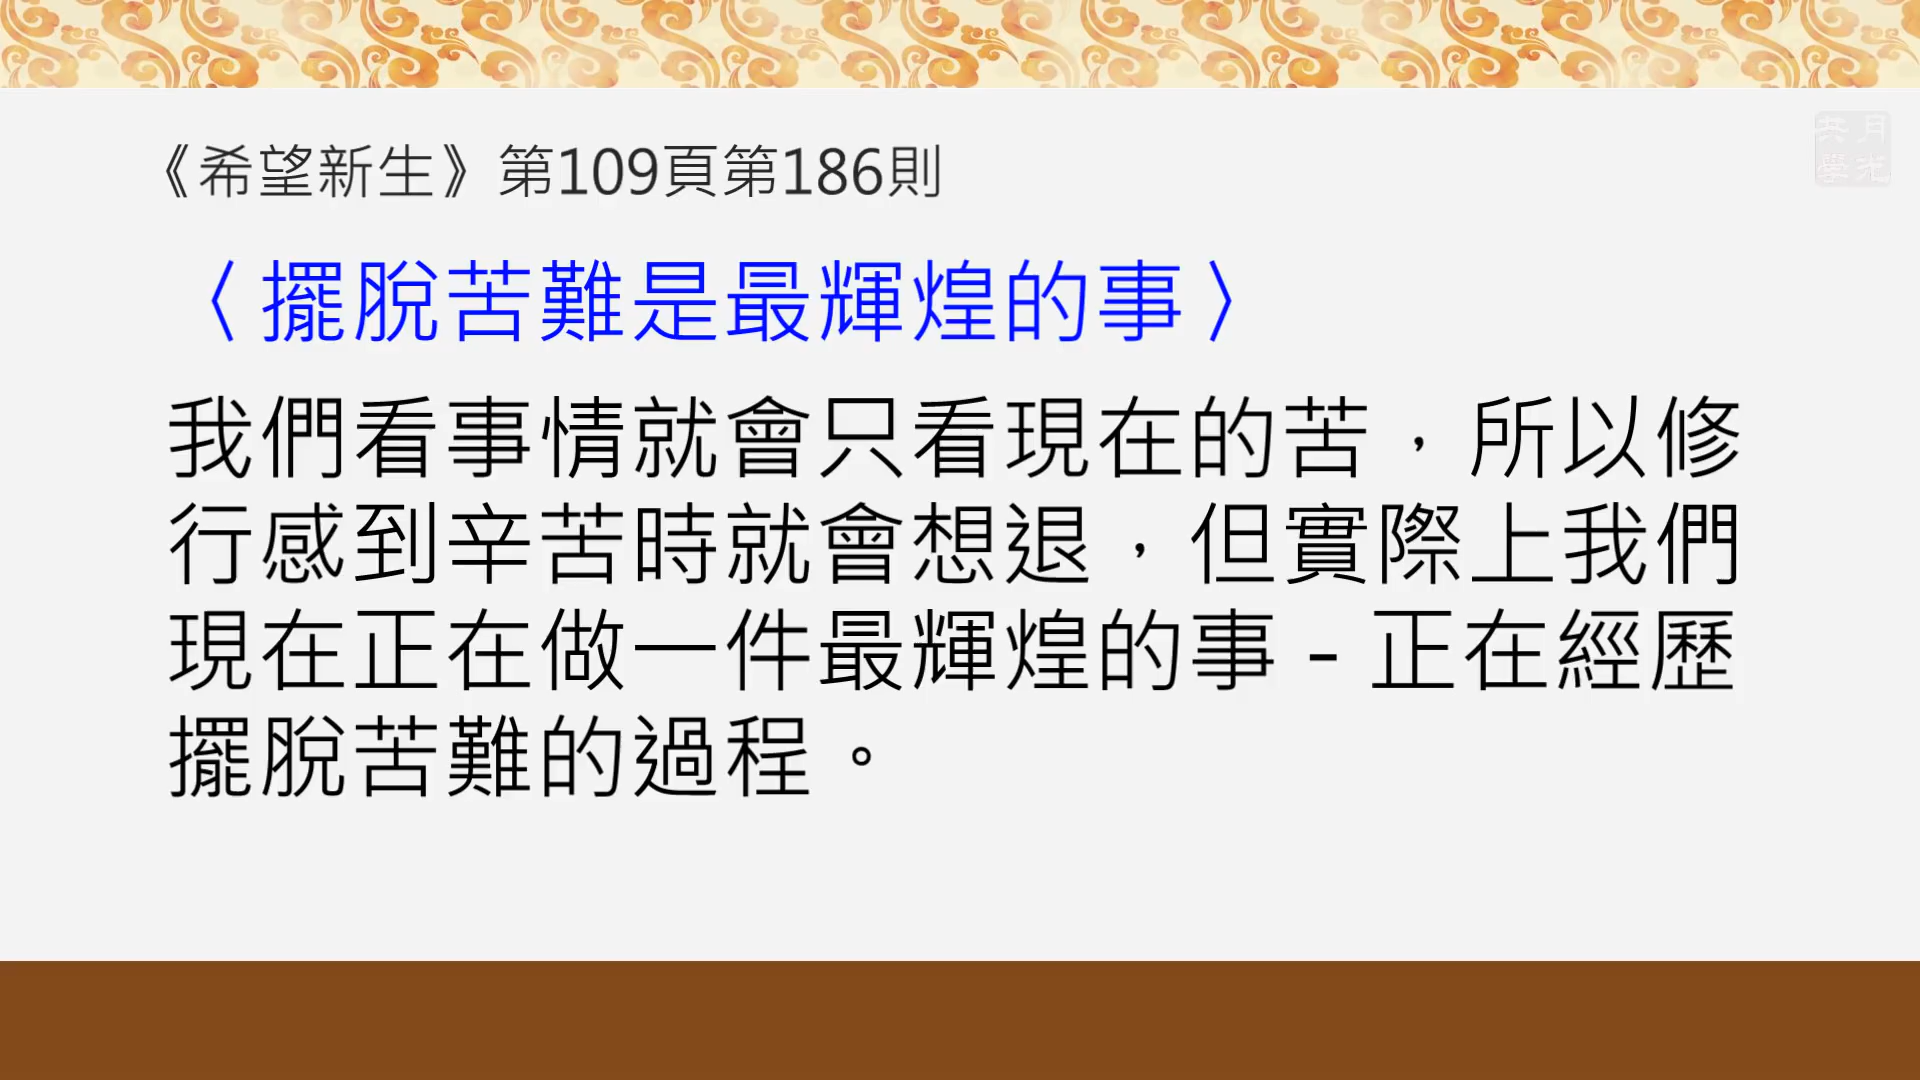 《希望新生》第109頁第186則
〈擺脫苦難是最輝煌的事〉
我們看事情就會只看現在的苦，所以修
行感到辛苦時就會想退，但實際上我們
現在正在做一件最輝煌的事-正在經歷
擺脫苦難的過程。
月光
共學